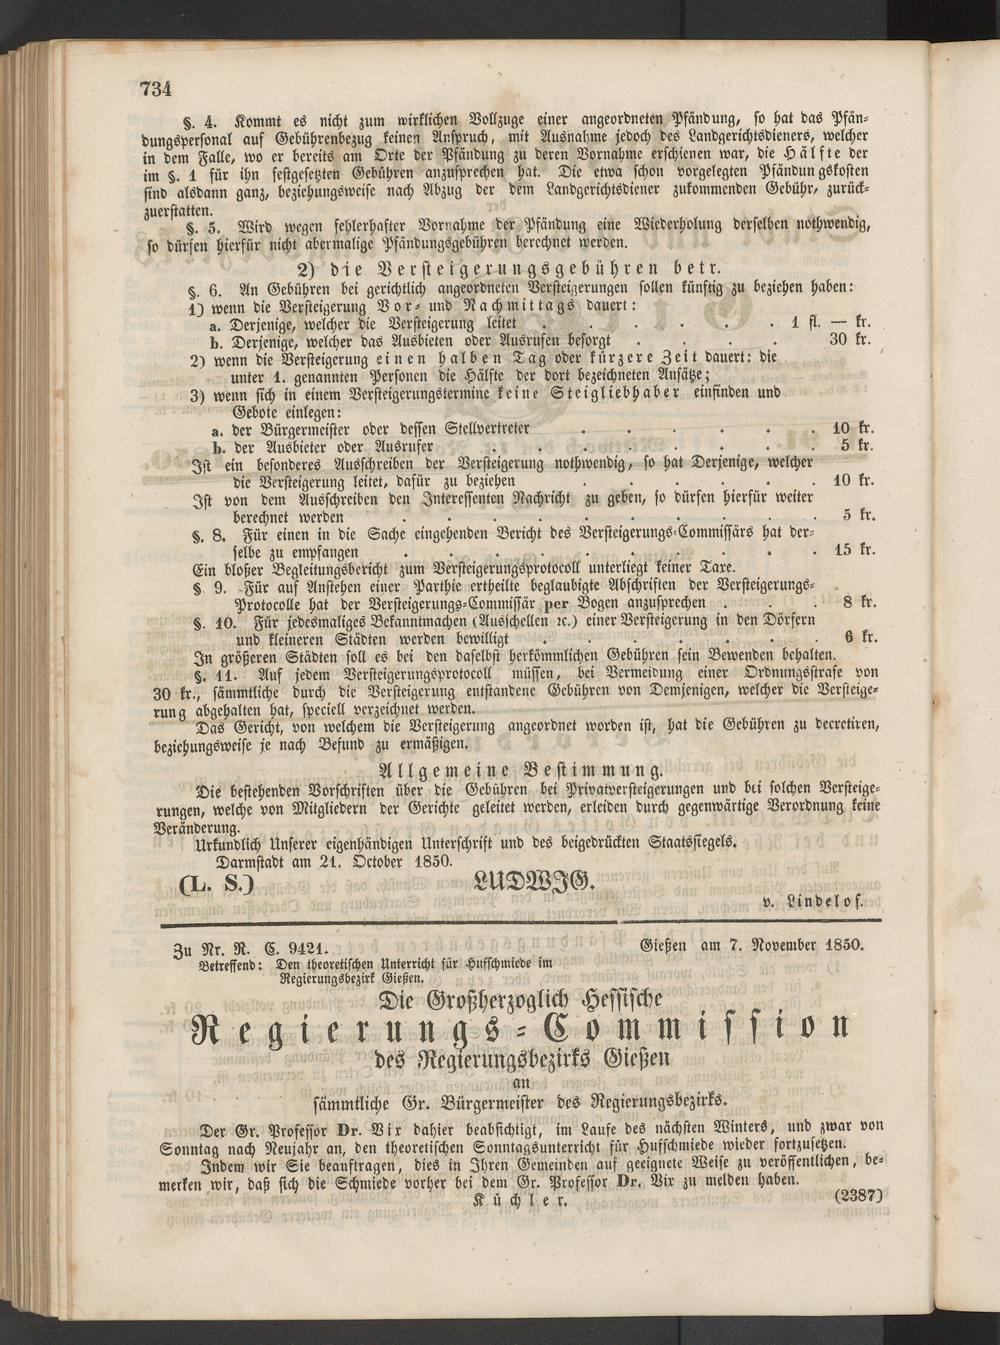 734
§. 4. Kommt es nicht zum wirklichen Vollzuge einer angeordneten Pfändung, so hat das Pfän-
dungspersonal auf Gebührenbezug keinen Anspruch, mit Ausnahme jedoch des Landgerichtsdieners, welcher
in dem Falle, wo er bereits am Orte der Pfändung zu deren Vornahme erschienen war, die Hälfte der
im §. 1 für ihn festgesetzten Gebühren anzusprechen hat. Die etwa schon vorgelegten Pfändungskosten
sind alsdann ganz, beziehungsweise nach Abzug der dem Landgerichtsdiener zukommenden Gebühr, zurück-
zuerstatten.
§. 5. Wird wegen fehlerhafter Vornahme der Pfändung eine Wiederholung derselben nothwendig,
so dürfen hierfür nicht abermalige Pfändungsgebühren berechnet werden.
2) die Versteigerungsgebühren betr.
§. 6. An Gebühren bei gerichtlich angeordneten Versteigerungen sollen künftig zu beziehen haben:
1) wenn die Versteigerung Vor- und Nachmittags dauert:
a. Derjenige, welcher die Versteigerung leitet . . . . . . 1 fl. — kr.
b. Derjenige, welcher das Ausbieten oder Ausrufen besorgt . . . . 30 kr.
2) wenn die Versteigerung einen halben Tag oder kürzere Zeit dauert: die
unter 1. genannten Personen die Hälfte der dort bezeichneten Ansätze;
3) wenn sich in einem Versteigerungstermine keine Steigliebhaber einfinden und
Gebote einlegen:
a. der Bürgermeister oder dessen Stellvertreter . . . . . . 10 kr.
b. der Ausbieter oder Ausrufer . . . . . . . . 5 kr.
Ist ein besonderes Ausschreiben der Versteigerung nothwendig, so hat Derjenige, welcher
die Versteigerung leitet, dafür zu beziehen . . . . . . 10 kr.
Ist von dem Ausschreiben den Interessenten Nachricht zu geben, so dürfen hierfür weiter
berechnet werden . . . . . . . . . . 5 kr.
§. 8. Für einen in die Sache eingehenden Bericht des Versteigerungs-Commissärs hat der-
selbe zu empfangen . . . . . . . . . . 15 kr.
Ein bloßer Begleitungsbericht zum Versteigerungsprotocoll unterliegt keiner Taxe.
§ 9. Für auf Anstehen einer Parthie ertheilte beglaubigte Abschriften der Versteigerungs-
Protocolle hat der Versteigerungs-Commissär per Bogen anzusprechen . . . 8 kr.
§. 10. Für jedesmaliges Bekanntmachen (Ausschellen ꝛc.) einer Versteigerung in den Dörfern
und kleineren Städten werden bewilligt . . . . . . . 6 kr.
In größeren Städten soll es bei den daselbst herkömmlichen Gebühren sein Bewenden behalten.
§. 11. Auf jedem Versteigerungsprotocoll müssen, bei Vermeidung einer Ordnungsstrafe von
30 kr., sämmtliche durch die Versteigerung entstandene Gebühren von Demjenigen, welcher die Versteige-
rung abgehalten hat, speciell verzeichnet werden.
Das Gericht, von welchem die Versteigerung angeordnet worden ist, hat die Gebühren zu decretiren,
beziehungsweise je nach Befund zu ermäßigen.
Allgemeine Bestimmung.
Die bestehenden Vorschriften über die Gebühren bei Privatversteigerungen und bei solchen Versteige-
rungen, welche von Mitgliedern der Gerichte geleitet werden, erleiden durch gegenwärtige Verordnung keine
Veränderung.
Urkundlich Unserer eigenhändigen Unterschrift und des beigedrückten Staatssiegels.
Darmstadt am 21. October 1850.
(L. S.) LUDWIG.
v. Lindelof.
Zu Nr. R. C. 9421. Gießen am 7. November 1850.
Betreffend: Den theoretischen Unterricht für Hufschmiede im
Regierungsbezirk Gießen.
Die Großherzoglich Hessische
Regierungs-Commission
des Regierungsbezirks Gießen
an
sämmtliche Gr. Bürgermeister des Regierungsbezirks.
Der Gr. Professor Dr. Vix dahier beabsichtigt, im Laufe des nächsten Winters, und zwar von
Sonntag nach Neujahr an, den theoretischen Sonntagsunterricht für Hufschmiede wieder fortzusetzen.
Indem wir Sie beauftragen, dies in Ihren Gemeinden auf geeignete Weise zu veröffentlichen, be-
merken wir, daß sich die Schmiede vorher bei dem Gr. Professor Dr. Vix zu melden haben.
Küchler. (2387)